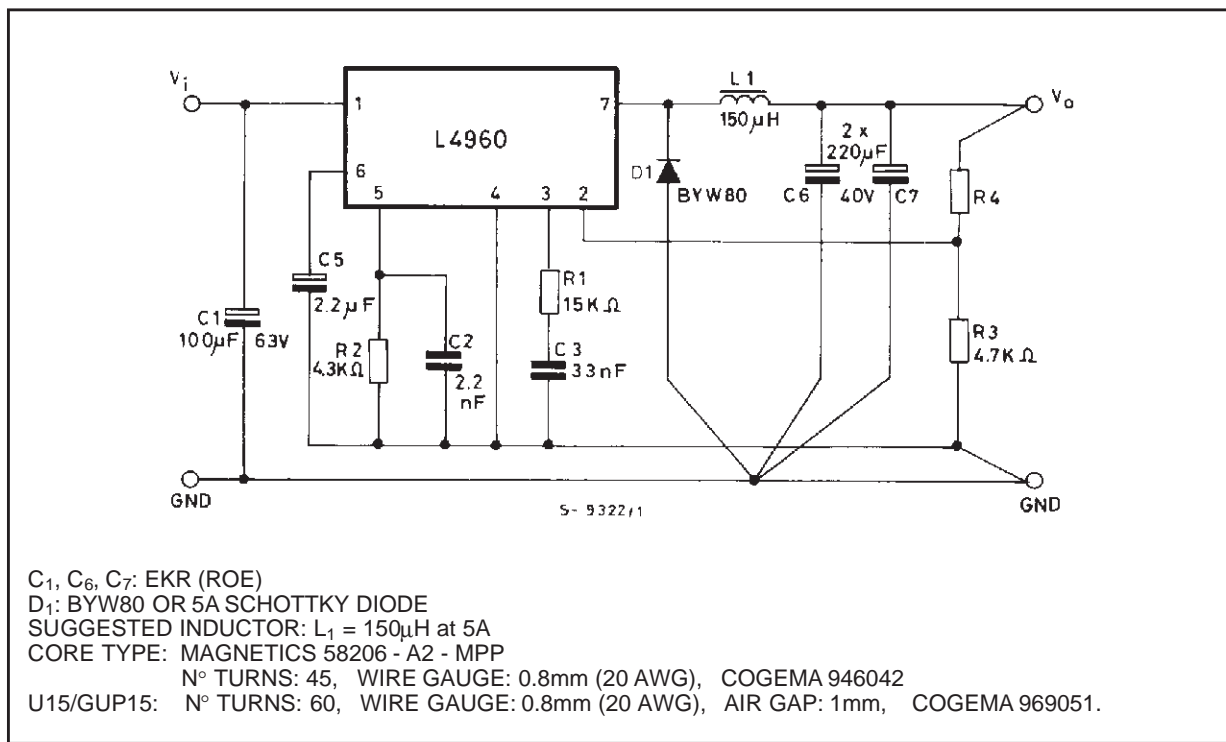 Vi
1
7
L1
150µH
Vo
L4960
2 x
220µF
6
5
4
3
2
D1
BYW80
C6
40V
C7
R4
C5
2.2µF
R1
15KΩ
C1
100µF 63V
R2
4.3KΩ
C2
2.2
nF
C3
33nF
R3
4.7KΩ
GND
GND
S-9322/1
C1, C6, C7: EKR (ROE)
D1: BYW80 OR 5A SCHOTTKY DIODE
SUGGESTED INDUCTOR: L1 = 150µH at 5A
CORE TYPE: MAGNETICS 58206 - A2 - MPP
N° TURNS: 45, WIRE GAUGE: 0.8mm (20 AWG), COGEMA 946042
U15/GUP15: N° TURNS: 60, WIRE GAUGE: 0.8mm (20 AWG), AIR GAP: 1mm, COGEMA 969051.